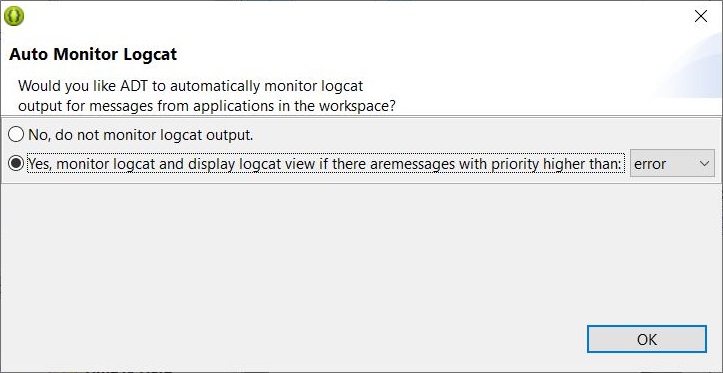 Auto Monitor Logcat
Would you like ADT to automatically monitor logcat
output for messages from applications in the workspace?
No, do not monitor logcat output.
Yes, monitor logcat and display logcat view if there aremessages with priority higher than: error
OK